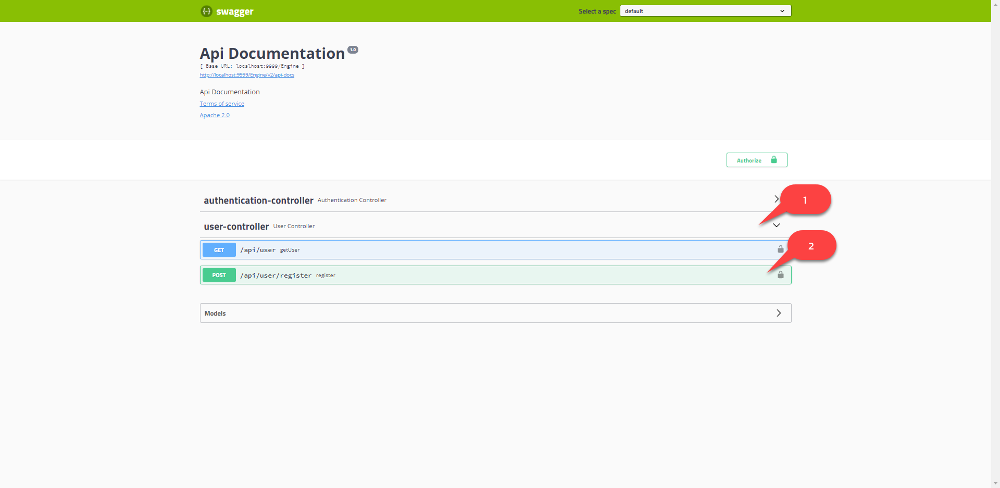 swagger
Select a spec
default
Api Documentation 1.0
[ Base URL: localhost:9999/Engine ]
http://localhost:9999/Engine/v2/api-docs
Api Documentation
Terms of service
Apache 2.0
Authorize
authentication-controller Authentication Controller
1
user-controller User Controller
GET /api/user getUser
2
POST /api/user/register register
Models